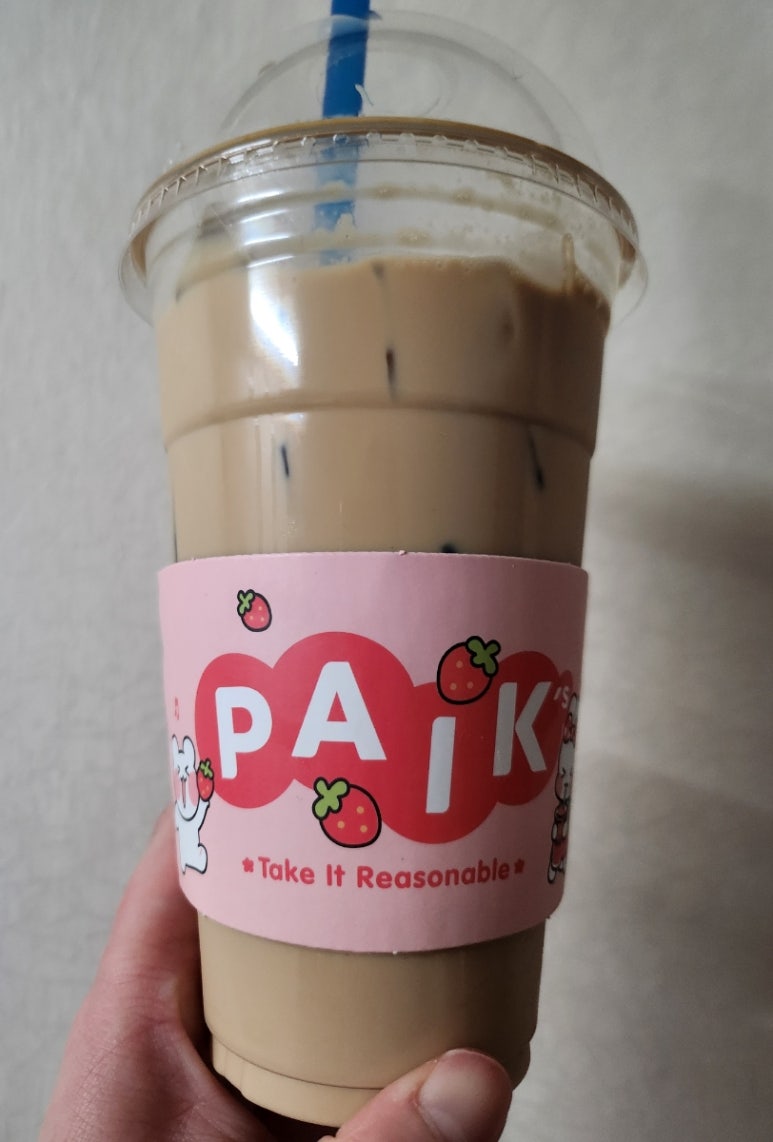 PAIK's
*Take It Reasonable*